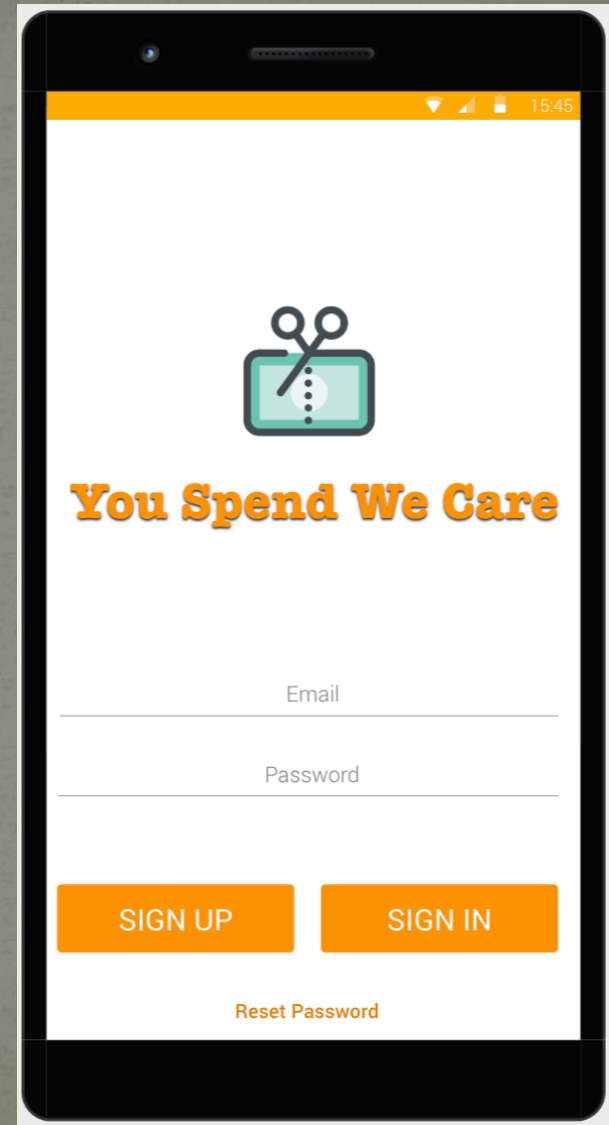 15:45
You Spend We Care
Email
Password
SIGN UP SIGN IN
Reset Password